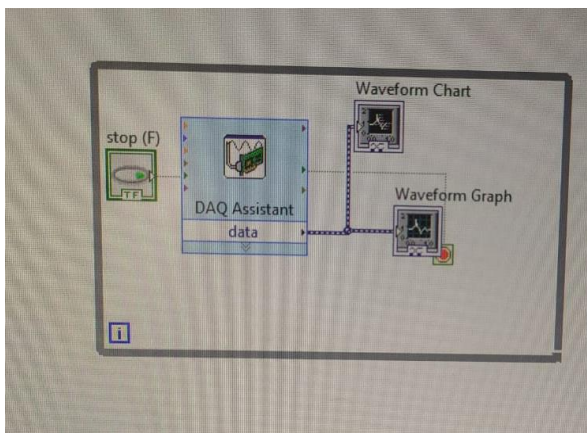 Waveform Chart
stop (F)
TF
DAQ Assistant
Waveform Graph
data
i